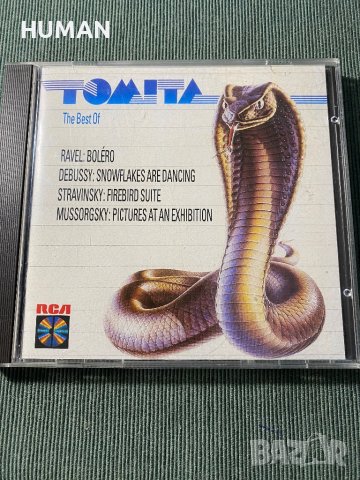 HUMAN
TOMITA
The Best Of
RAVEL: BOLÉRO
DEBUSSY: SNOWFLAKES ARE DANCING
STRAVINSKY: FIREBIRD SUITE
MUSSORGSKY: PICTURES AT AN EXHIBITION
RCA
BAZAR